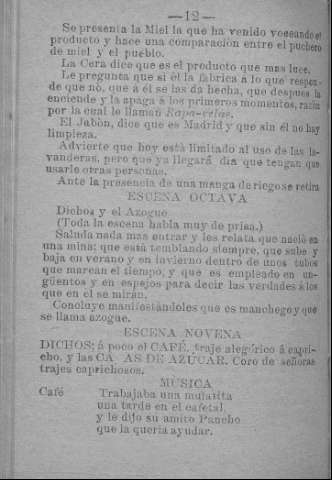 —12—
Se presenta la Miel la que ha venido voceando el
producto y hace una comparación entre el puchero
de miel y el pueblo.
La Cera dice que es el producto que mas luce.
Le pregunta que si él la fabrica á lo que respon-
de que nó, que á él se las da hecha, que despues la
enciende y la apaga á los primeros momentos, razón
por la cual le llaman Rapa-velas.
El Jabón, dice que es Madrid y que sin él no hay
limpieza.
Advierte que hoy está limitado al uso de las la-
vanderas, pero que ya llegará dia que tengan que
usarle otras personas.
Ante la presencia de una manga de riego se retira
ESCENA OCTAVA
Dichos y el Azogue
(Toda la escena habla muy de prisa.)
Saluda nada mas entrar y les relata que nació en
una mina; que está temblando siempre, que sube y
baja en verano y en invierno dentro de unos tubos
que marean el tiempo, y que es empleado en un-
güentos y en espejos para decir las verdades á los
que en el se miran.
Concluye manifestándoles que es manchego y que
se llama azogue.
ESCENA NOVENA
DICHOS; á poco el CAFÉ, traje alegórico á capri-
cho, y las CA AS DE AZÚCAR. Coro de señoras
trajes caprichosos.
MÚSICA
Café Trabajaba una mulatita
una tarde en el cafetal
y le dijo su amito Pancho
que la quería ayudar.